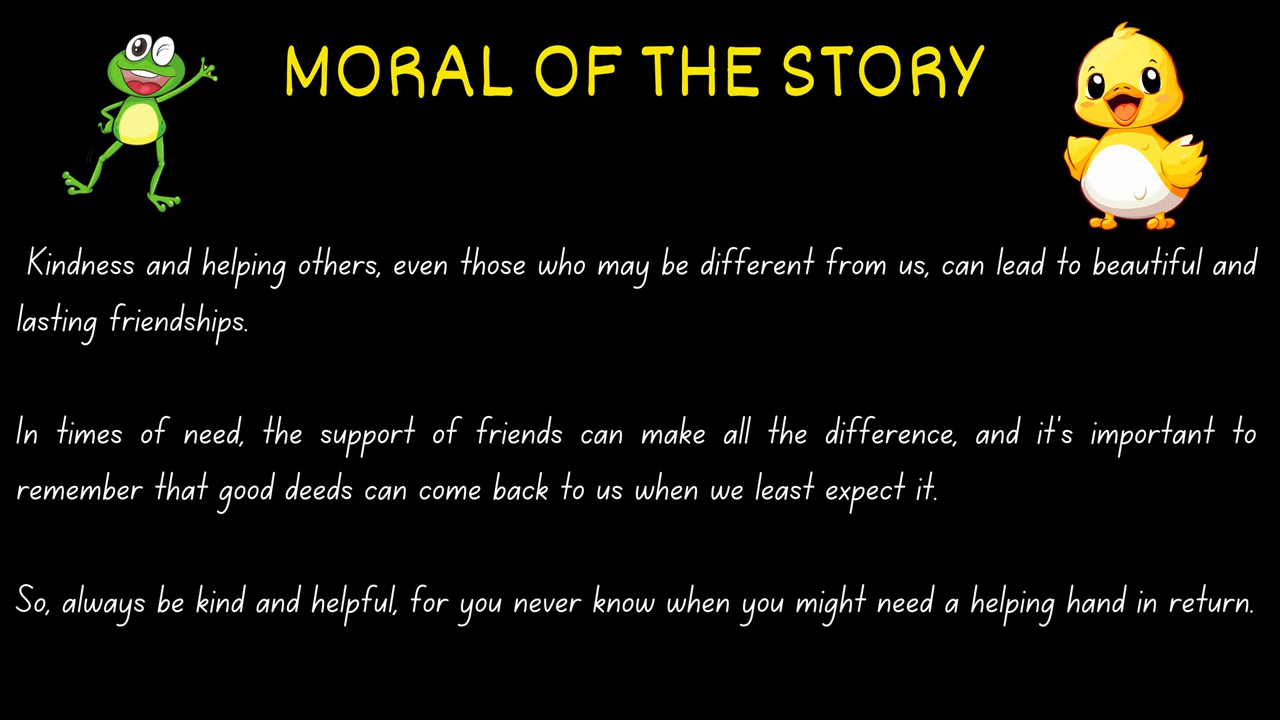 MORAL OF THE STORY
Kindness and helping others, even those who may be different from us, can lead to beautiful and
lasting friendships.
In times of need, the support of friends can make all the difference, and it's important to
remember that good deeds can come back to us when we least expect it.
So, always be kind and helpful, for you never know when you might need a helping hand in return.